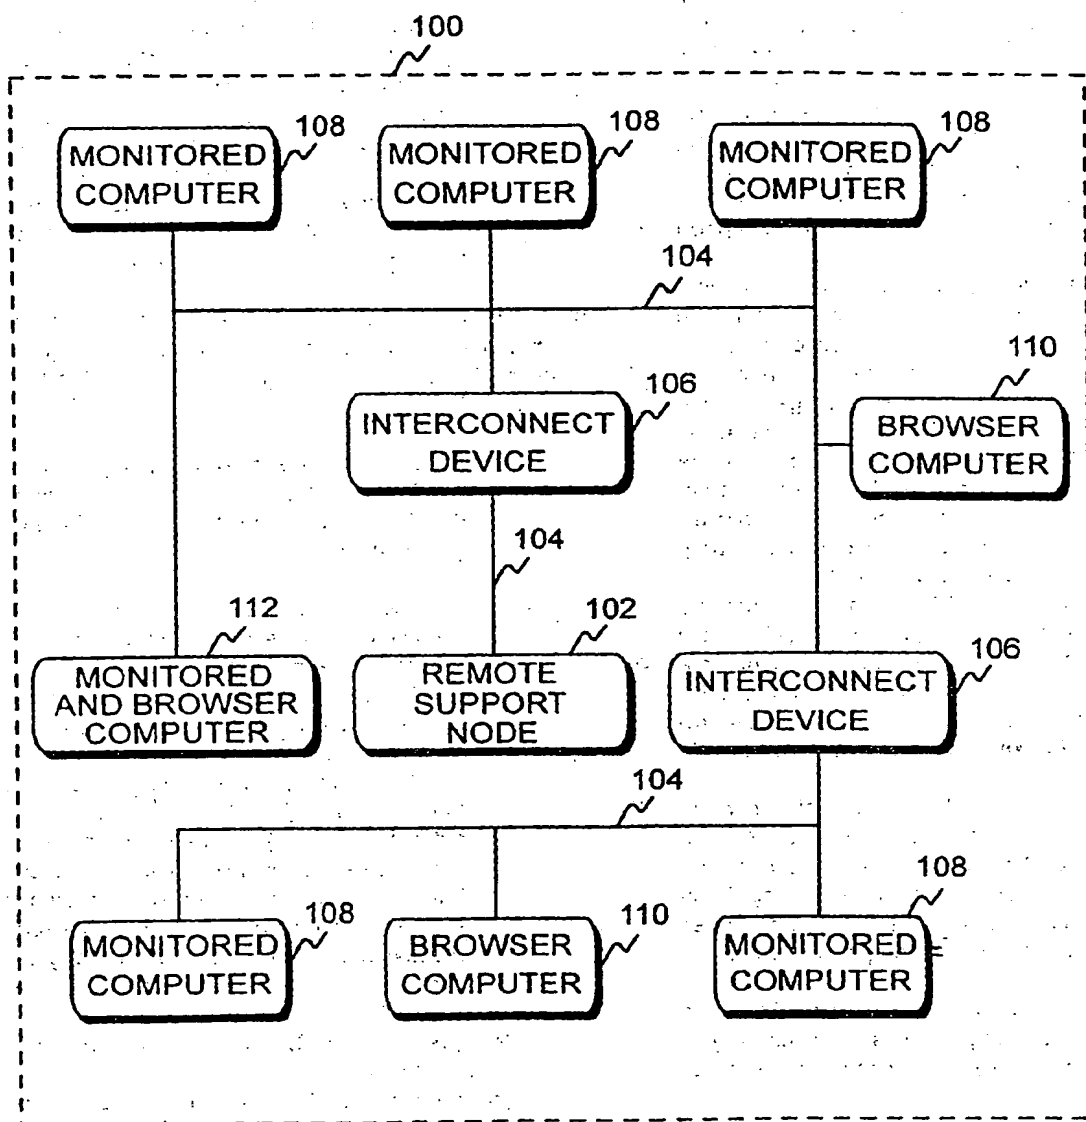 100
108
108
108
MONITORED
COMPUTER
MONITORED
COMPUTER
MONITORED
COMPUTER
104
110
106
INTERCONNECT
DEVICE
BROWSER
COMPUTER
104
112
102
106
MONITORED
AND BROWSER
COMPUTER
REMOTE
SUPPORT
NODE
INTERCONNECT
DEVICE
104
108
108
110
MONITORED
COMPUTER
BROWSER
COMPUTER
MONITORED
COMPUTER